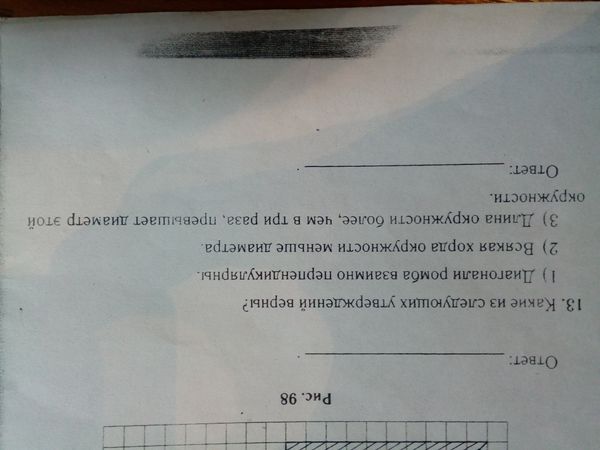 Рис. 98
Ответ: ____________________ .
13. Какие из следующих утверждений верны?
1) Диагонали ромба взаимно перпендикулярны.
2) Всякая хорда окружности меньше диаметра.
3) Длина окружности более, чем в три раза, превышает диаметр этой
окружности.
Ответ: ____________________ .